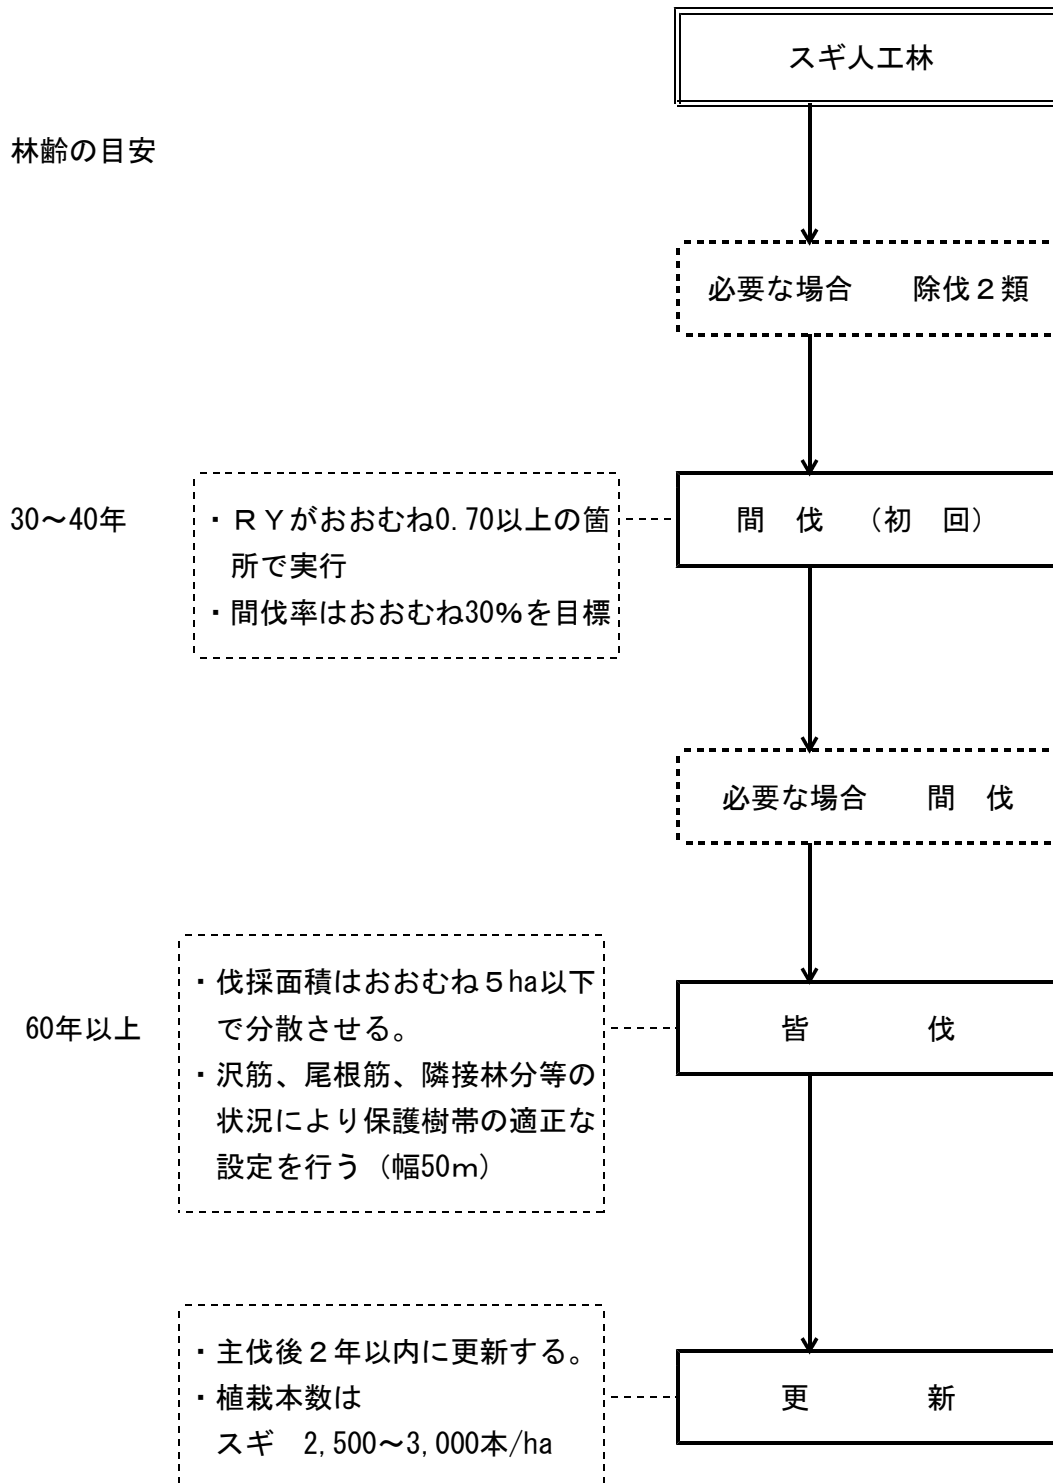 スギ人工林
林齢の目安
必要な場合　　除伐２類
30～40年
・ＲＹがおおむね0.70以上の箇
所で実行
・間伐率はおおむね30％を目標
間　伐　（初　回）
必要な場合　　間　伐
60年以上
・伐採面積はおおむね５ha以下
で分散させる。
・沢筋、尾根筋、隣接林分等の
状況により保護樹帯の適正な
設定を行う（幅50ｍ）
皆　　　　伐
・主伐後２年以内に更新する。
・植栽本数は
スギ　2,500～3,000本/ha
更　　　　新